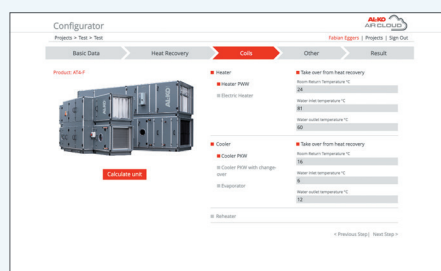 Configurator
AL-KO
AIR CLOUD
Projects > Test > Test
Fabian Eggers | Projects | Sign Out
Basic Data
Heat Recovery
Coils
Other
Result
Product: AT4-F
AL-KO
Calculate unit
Heater
Heater PWW
Electric Heater
Take over from heat recovery
Room Return Temperature °C
24
Water inlet temperature °C
81
Water outlet temperature °C
60
Cooler
Cooler PKW
Cooler PKW with change-
over
Evaporator
Take over from heat recovery
Room Return Temperature °C
16
Water inlet temperature °C
6
Water outlet temperature °C
12
Reheater
< Previous Step| Next Step >